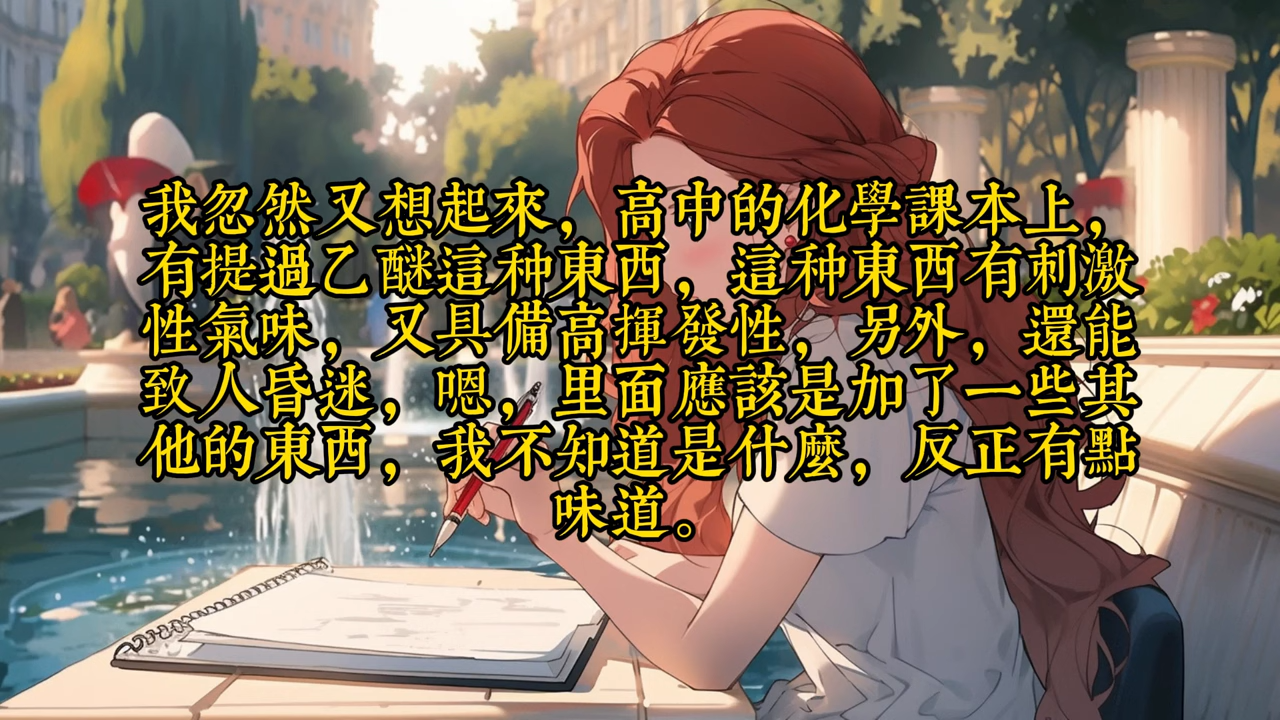 我忽然又想起來，高中的化學課本上，
有提過乙醚這种東西，這种東西有刺激
性氣味，又具備高揮發性，另外，還能
致人昏迷，嗯，里面應該是加了一些其
他的東西，我不知道是什麼，反正有點
味道。